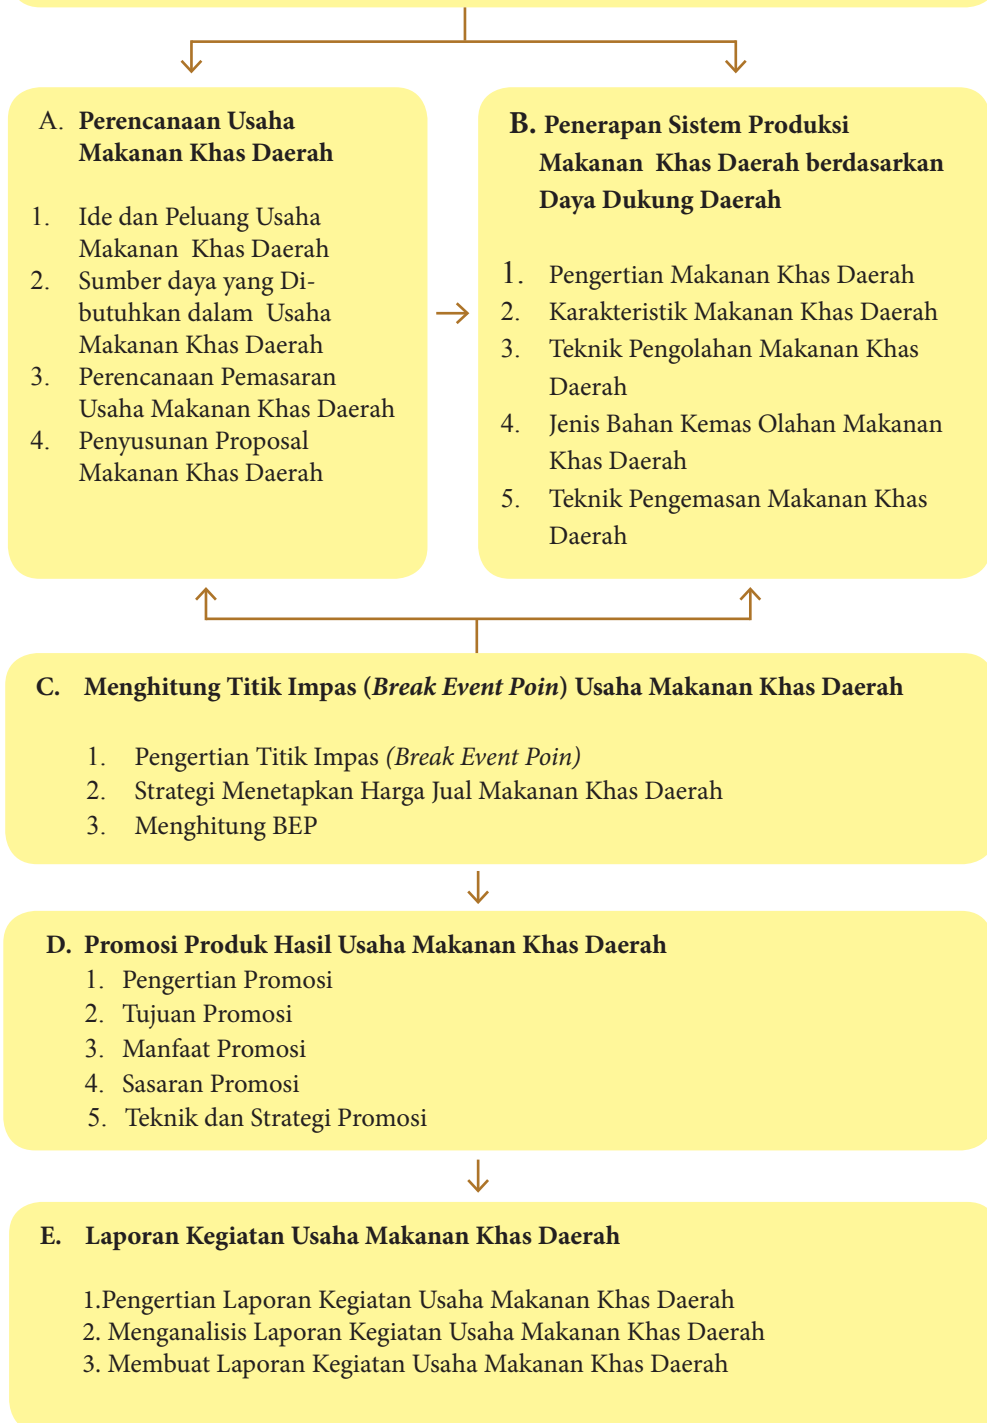 A. Perencanaan Usaha
Makanan Khas Daerah
1. Ide dan Peluang Usaha
Makanan Khas Daerah
2. Sumber daya yang Di-
butuhkan dalam Usaha
Makanan Khas Daerah
3. Perencanaan Pemasaran
Usaha Makanan Khas Daerah
4. Penyusunan Proposal
Makanan Khas Daerah
B. Penerapan Sistem Produksi
Makanan Khas Daerah berdasarkan
Daya Dukung Daerah
1. Pengertian Makanan Khas Daerah
2. Karakteristik Makanan Khas Daerah
3. Teknik Pengolahan Makanan Khas
Daerah
4. Jenis Bahan Kemas Olahan Makanan
Khas Daerah
5. Teknik Pengemasan Makanan Khas
Daerah
C. Menghitung Titik Impas (Break Event Poin) Usaha Makanan Khas Daerah
1. Pengertian Titik Impas (Break Event Poin)
2. Strategi Menetapkan Harga Jual Makanan Khas Daerah
3. Menghitung BEP
D. Promosi Produk Hasil Usaha Makanan Khas Daerah
1. Pengertian Promosi
2. Tujuan Promosi
3. Manfaat Promosi
4. Sasaran Promosi
5. Teknik dan Strategi Promosi
E. Laporan Kegiatan Usaha Makanan Khas Daerah
1.Pengertian Laporan Kegiatan Usaha Makanan Khas Daerah
2. Menganalisis Laporan Kegiatan Usaha Makanan Khas Daerah
3. Membuat Laporan Kegiatan Usaha Makanan Khas Daerah